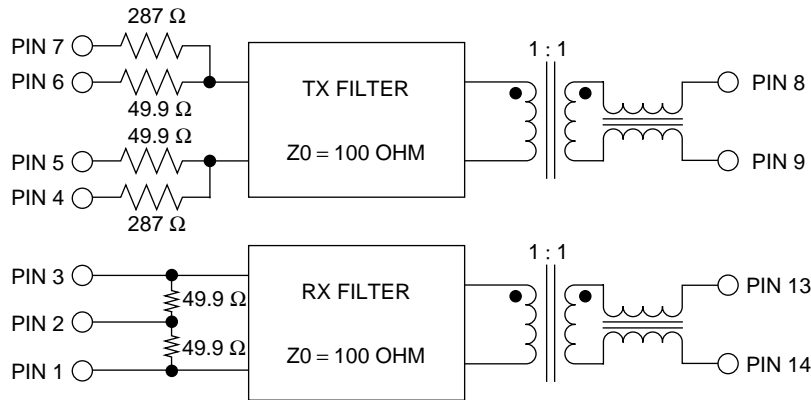 287 Ω
PIN 7
PIN 6
49.9 Ω
49.9 Ω
PIN 5
PIN 4
287 Ω
TX FILTER
Z0 = 100 OHM
1 : 1
PIN 8
PIN 9
PIN 3
49.9 Ω
PIN 2
49.9 Ω
PIN 1
RX FILTER
Z0 = 100 OHM
1 : 1
PIN 13
PIN 14